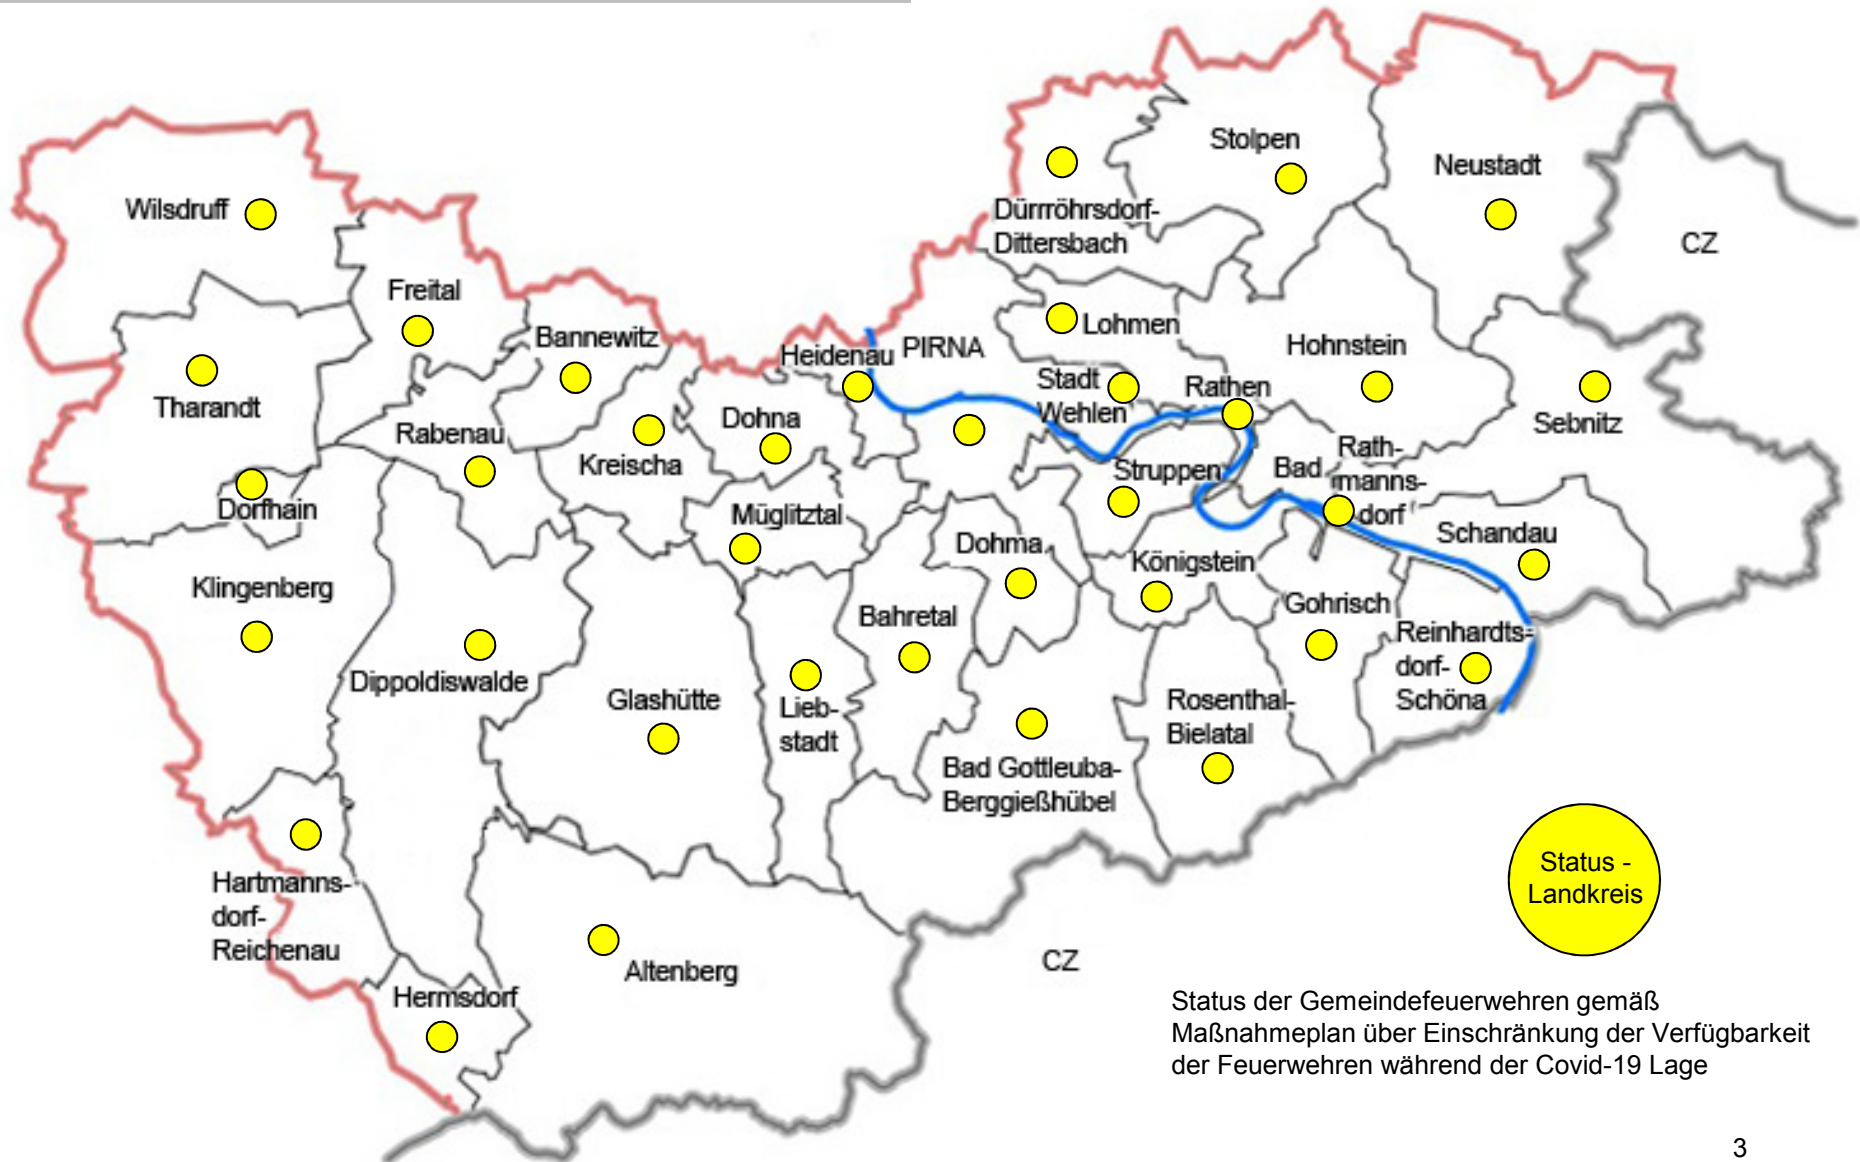 Stolpen
Neustadt
Wilsdruff
Dürrröhrsdorf-
Dittersbach
CZ
Freital
Bannewitz
Lohmen
Heidenau
PIRNA
Hohnstein
Stadt
Wehlen
Rathen
Tharandt
Dohna
Sebnitz
Rabenau
Kreischa
Struppen
Bad
Rath-
manns-
dorf
Dorfhain
Müglitztal
Schandau
Dohma
Königstein
Klingenberg
Gohrisch
Bahretal
Reinhardts-
dorf-
Schöna
Dippoldiswalde
Glashütte
Lieb-
stadt
Rosenthal-
Bielatal
Bad Gottleuba-
Berggießhübel
Status -
Landkreis
Hartmanns-
dorf-
Reichenau
Altenberg
CZ
Hermsdorf
Status der Gemeindefeuerwehren gemäß
Maßnahmeplan über Einschränkung der Verfügbarkeit
der Feuerwehren während der Covid-19 Lage
3